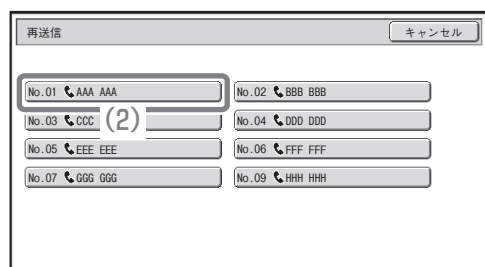 再送信 キャンセル
No.01 AAA AAA No.02 BBB BBB
No.03 CCC (2) No.04 DDD DDD
No.05 EEE EEE No.06 FFF FFF
No.07 GGG GGG No.09 HHH HHH